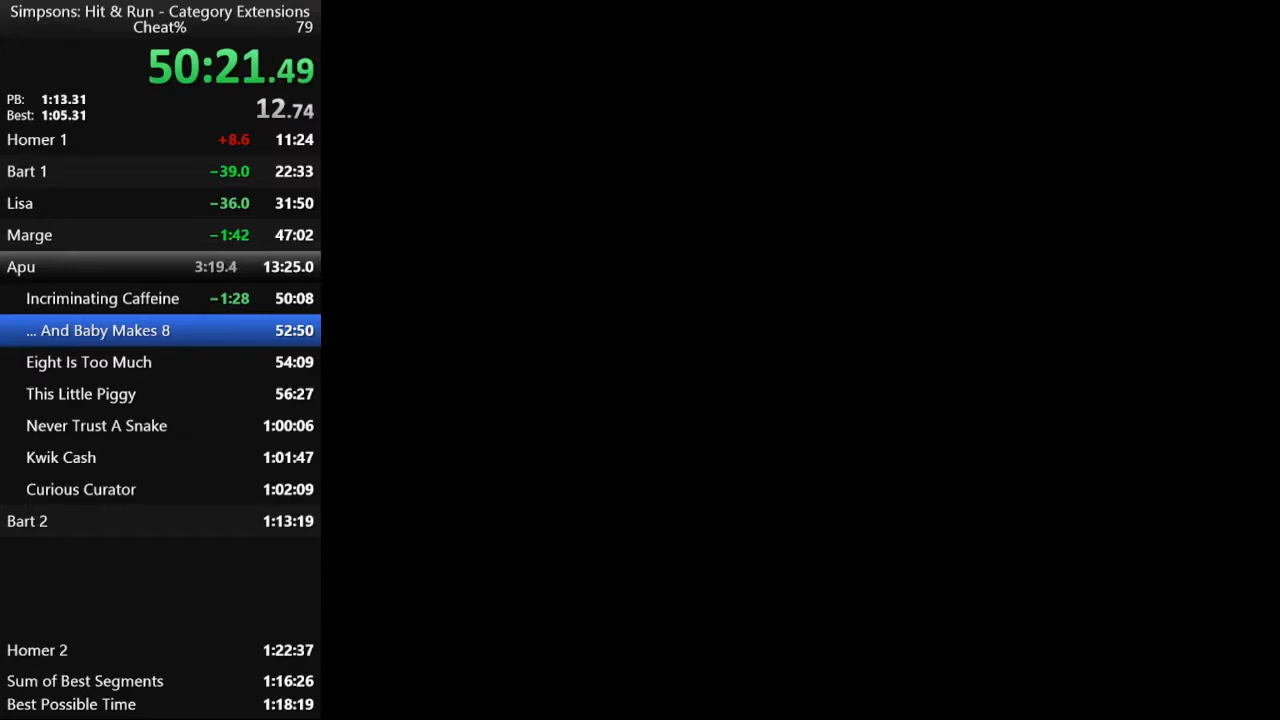 Simpsons: Hit & Run - Category Extensions
Cheat% 79
50:21.49
PB: 1:13.31 12.74
Best: 1:05.31
Homer 1 +8.6 11:24
Bart 1 −39.0 22:33
Lisa −36.0 31:50
Marge −1:42 47:02
Apu 3:19.4 13:25.0
Incriminating Caffeine −1:28 50:08
... And Baby Makes 8 52:50
Eight Is Too Much 54:09
This Little Piggy 56:27
Never Trust A Snake 1:00:06
Kwik Cash 1:01:47
Curious Curator 1:02:09
Bart 2 1:13:19
Homer 2 1:22:37
Sum of Best Segments 1:16:26
Best Possible Time 1:18:19